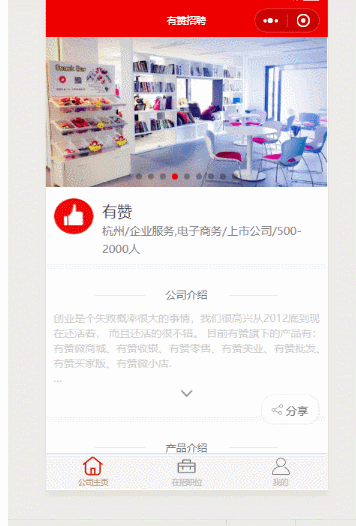 有赞招聘
Snack Bar
有赞
杭州/企业服务,电子商务/上市公司/500-
2000人
公司介绍
创业是个失败概率很大的事情，我们很高兴从2012底到现
在还活着， 而且还活的很不错。 目前有赞旗下的产品有：
有赞微商城、有赞收银、有赞零售、有赞美业、有赞批发、
有赞买家版、有赞微小店.
...
分享
产品介绍
公司主页
在招职位
我的